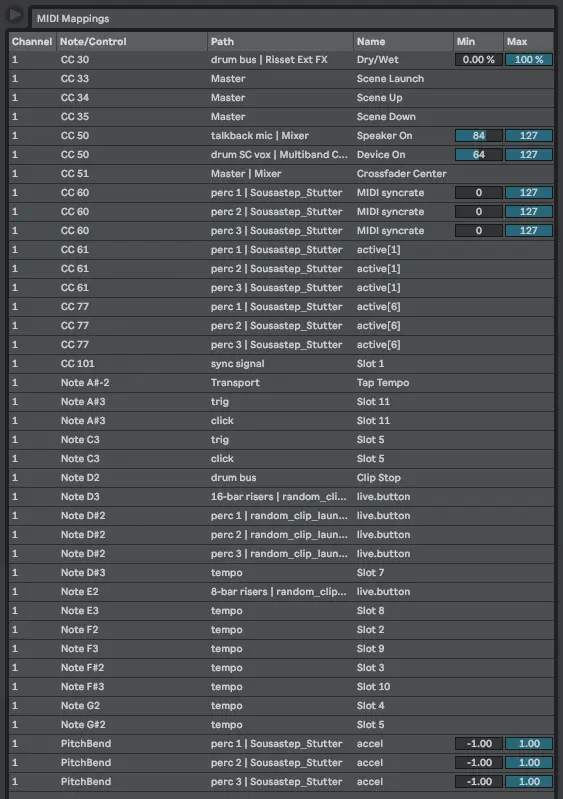 MIDI Mappings
Channel Note/Control Path Name Min Max
1 CC 30 drum bus | Risset Ext FX Dry/Wet 0.00 % 100 %
1 CC 33 Master Scene Launch
1 CC 34 Master Scene Up
1 CC 35 Master Scene Down
1 CC 50 talkback mic | Mixer Speaker On 84 127
1 CC 50 drum SC vox | Multiband C... Device On 64 127
1 CC 51 Master | Mixer Crossfader Center
1 CC 60 perc 1 | Sousastep_Stutter MIDI syncrate 0 127
1 CC 60 perc 2 | Sousastep_Stutter MIDI syncrate 0 127
1 CC 60 perc 3 | Sousastep_Stutter MIDI syncrate 0 127
1 CC 61 perc 1 | Sousastep_Stutter active[1]
1 CC 61 perc 2 | Sousastep_Stutter active[1]
1 CC 61 perc 3 | Sousastep_Stutter active[1]
1 CC 77 perc 1 | Sousastep_Stutter active[6]
1 CC 77 perc 2 | Sousastep_Stutter active[6]
1 CC 77 perc 3 | Sousastep_Stutter active[6]
1 CC 101 sync signal Slot 1
1 Note A#-2 Transport Tap Tempo
1 Note A#3 trig Slot 11
1 Note A#3 click Slot 11
1 Note C3 trig Slot 5
1 Note C3 click Slot 5
1 Note D2 drum bus Clip Stop
1 Note D3 16-bar risers | random_cli... live.button
1 Note D#2 perc 1 | random_clip_laun... live.button
1 Note D#2 perc 2 | random_clip_laun... live.button
1 Note D#2 perc 3 | random_clip_laun... live.button
1 Note D#3 tempo Slot 7
1 Note E2 8-bar risers | random_clip... live.button
1 Note E3 tempo Slot 8
1 Note F2 tempo Slot 2
1 Note F3 tempo Slot 9
1 Note F#2 tempo Slot 3
1 Note F#3 tempo Slot 10
1 Note G2 tempo Slot 4
1 Note G#2 tempo Slot 5
1 PitchBend perc 1 | Sousastep_Stutter accel -1.00 1.00
1 PitchBend perc 2 | Sousastep_Stutter accel -1.00 1.00
1 PitchBend perc 3 | Sousastep_Stutter accel -1.00 1.00